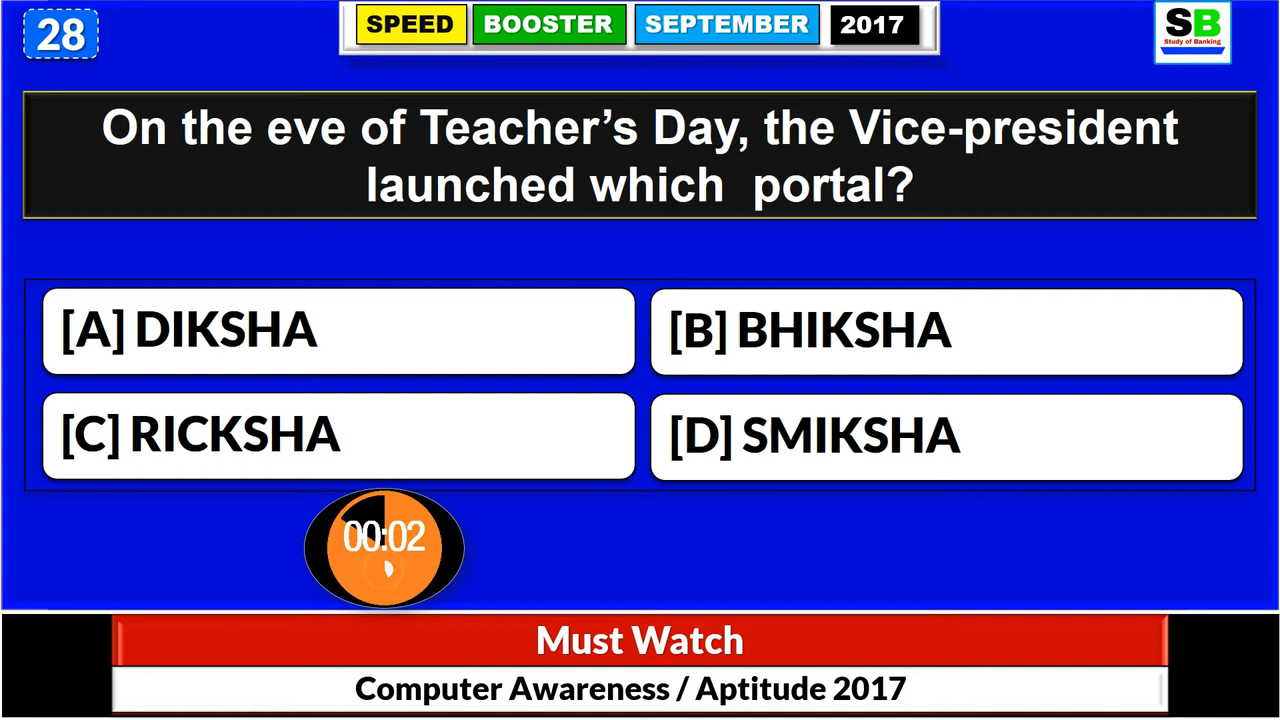 28
SPEED BOOSTER SEPTEMBER 2017
SB
Study of Banking
On the eve of Teacher’s Day, the Vice-president
launched which portal?
[A] DIKSHA
[B] BHIKSHA
[C] RICKSHA
[D] SMIKSHA
00:02
Must Watch
Computer Awareness / Aptitude 2017